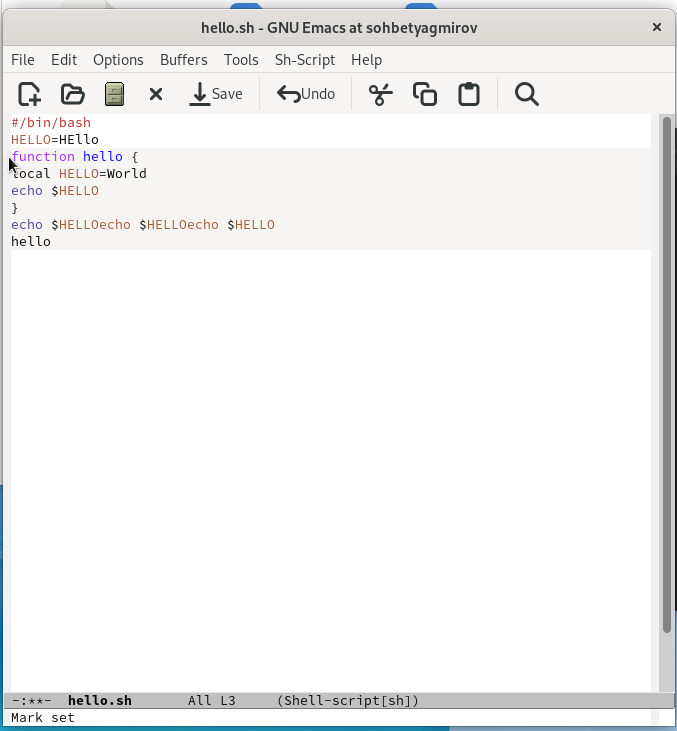 hello.sh - GNU Emacs at sohbetyagmirov
File Edit Options Buffers Tools Sh-Script Help
Save Undo
#/bin/bash
HELLO=HEllo
function hello {
local HELLO=World
echo $HELLO
}
echo $HELLOecho $HELLOecho $HELLO
hello
-:**- hello.sh All L3 (Shell-script[sh])
Mark set